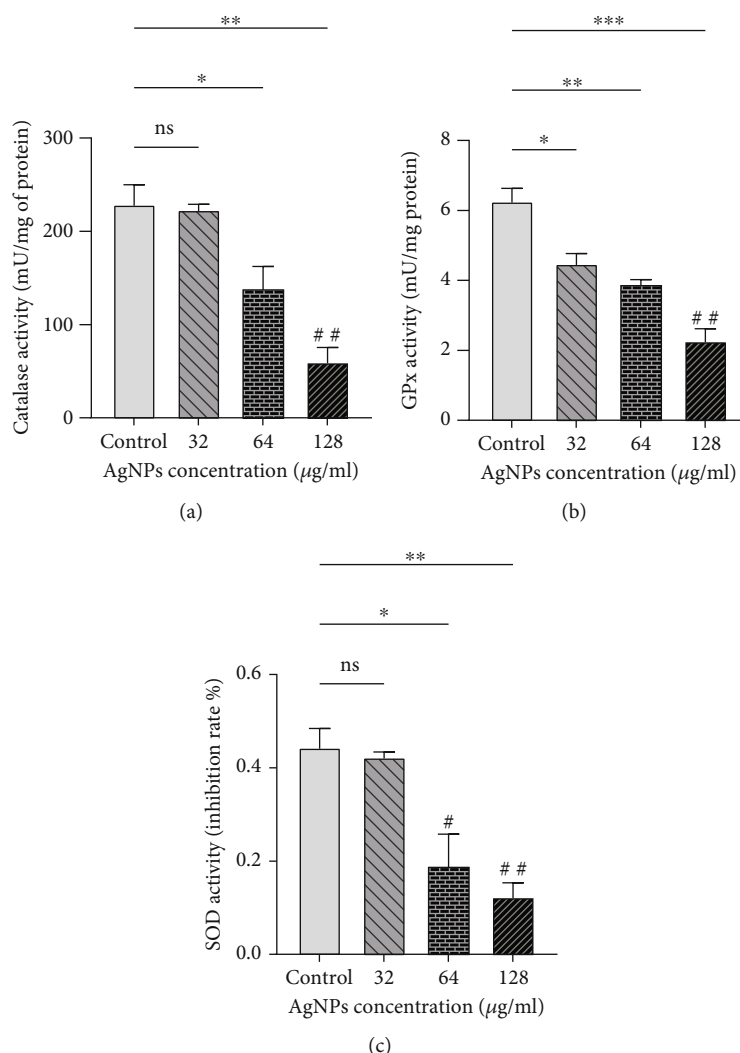 **
*
ns
Catalase activity (mU/mg of protein)
300
200
100
0
# #
Control 32 64 128
AgNPs concentration (μg/ml)
(a)
***
**
*
GPx activity (mU/mg protein)
8
6
4
2
0
# #
Control 32 64 128
AgNPs concentration (μg/ml)
(b)
**
*
ns
SOD activity (inhibition rate %)
0.6
0.4
0.2
0.0
#
# #
Control 32 64 128
AgNPs concentration (μg/ml)
(c)